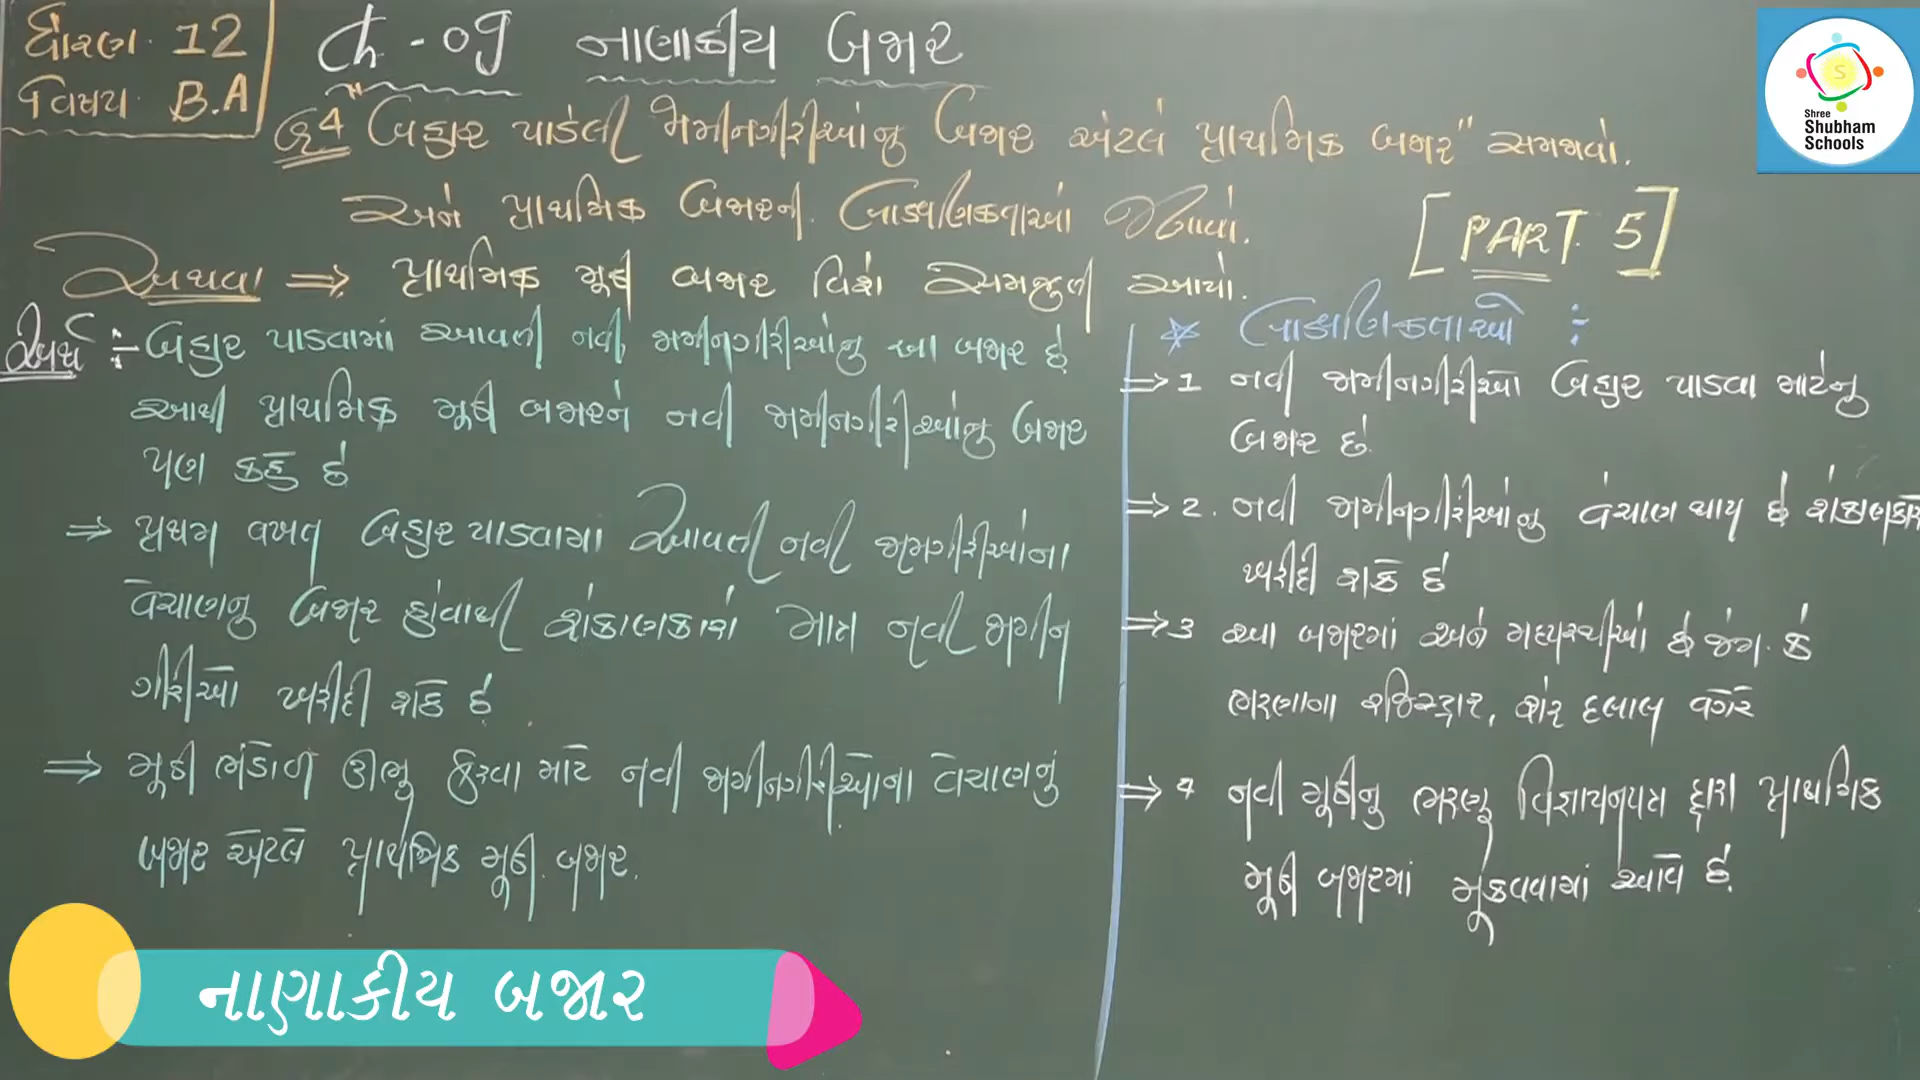 ધોરણ. 12
વિષય. B.A
Ch - 09 નાણાકીય બજાર
પ્ર 4 "બહાર પાડેલી જામીનગીરીઓનુ બજાર એટલે પ્રાથમિક બજાર" સમજાવો.
અને પ્રાથમિક બજારની. લાક્ષણિકતાઓ જણાવો.
[PART. 5]
અથવા ⇒ પ્રાથમિક મૂડી બજાર વિશે સમજુતી આપો.
અર્થ :- બહાર પાડવામાં આવતી નવી જામીનગીરીઓનુ આ બજાર છે
આથી પ્રાથમિક મૂડી બજારને નવી જામીનગીરીઓનુ બજાર
પણ કહે છે
⇒ પ્રથમ વખત બહાર પાડવામા આવતી નવી જામગીરીઓના
વેચાણનુ બજાર હોવાથી રોકાણકારો માત્ર નવી જામીન
ગીરીઓ ખરીદી શકે છે.
⇒ મૂડી ભંડોળ ઊભુ કરવા માટે નવી જામીનગીરીઓના વેચાણનું
બજાર એટલે પ્રાથમિક મૂડી બજાર.
* લાક્ષણિકતાઓ :-
⇒ 1 નવી જામીનગીરીઓ બહાર પાડવા માટેનુ
બજાર છે.
⇒ 2. નવી જામીનગીરીઓનુ વેચાણ થાય છે રોકાણકારો
ખરીદી શકે છે
⇒ 3 આ બજારમાં અને મધ્યસ્થીઓ છે જેમ. કે
ભરણાના રજિસ્ટ્રાર, શેર દલાલ વગેરે
⇒ 4 નવી મૂડીનુ ભરણુ વિજ્ઞાપનપત્ર દ્વારા પ્રાથમિક
મૂડી બજારમાં મૂકવવામાં આવે છે.
Shree
Shubham
Schools
નાણાકીય બજાર